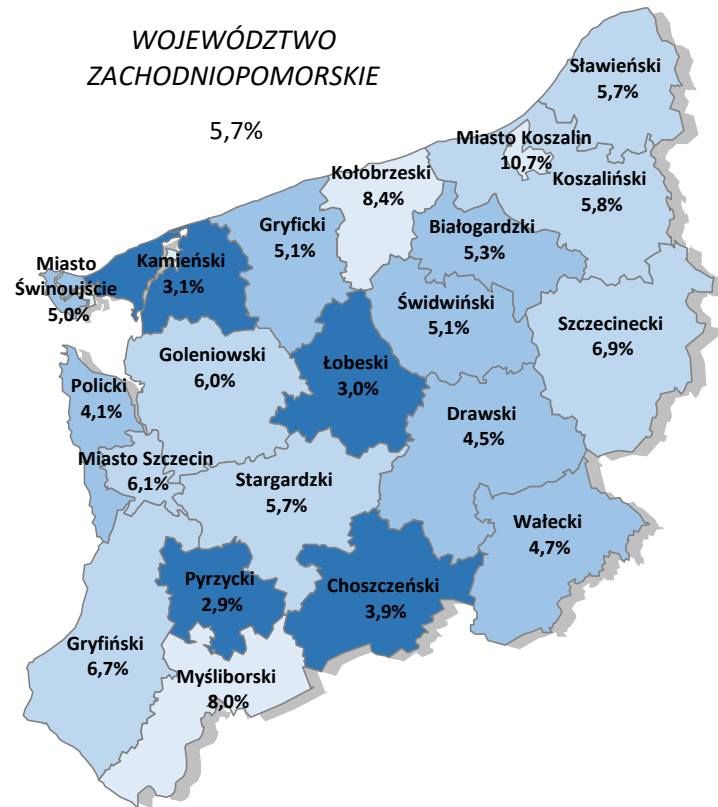 WOJEWÓDZTWO
ZACHODNIOPOMORSKIE
5,7%
Sławieński
5,7%
Miasto Koszalin
10,7%
Kołobrzeski
8,4%
Koszaliński
5,8%
Gryficki
5,1%
Białogardzki
5,3%
Miasto
Świnoujście
5,0%
Kamieński
3,1%
Świdwiński
5,1%
Szczecinecki
6,9%
Goleniowski
6,0%
Łobeski
3,0%
Policki
4,1%
Drawski
4,5%
Miasto Szczecin
6,1%
Stargardzki
5,7%
Wałecki
4,7%
Pyrzycki
2,9%
Choszczeński
3,9%
Gryfiński
6,7%
Myśliborski
8,0%